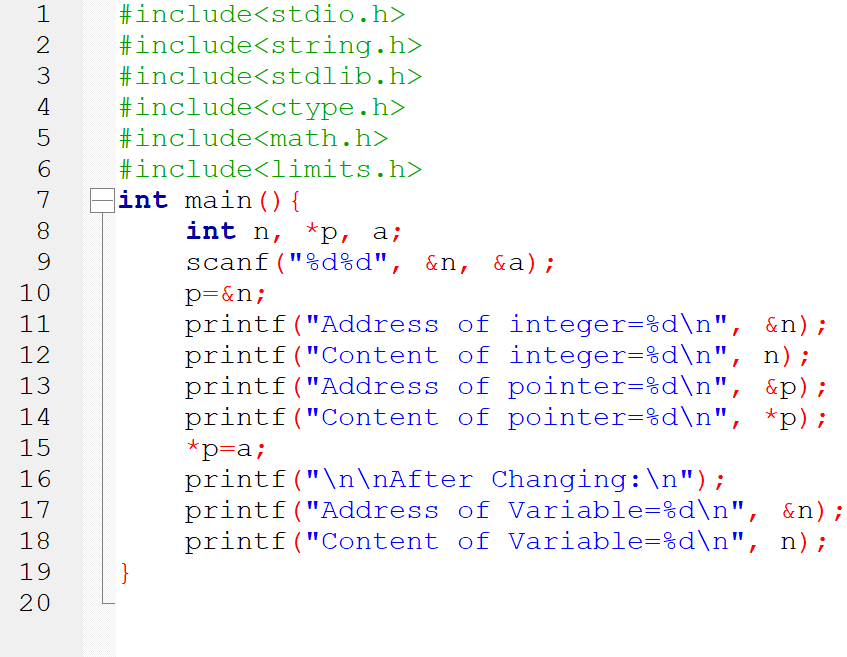 1 #include<stdio.h>
2 #include<string.h>
3 #include<stdlib.h>
4 #include<ctype.h>
5 #include<math.h>
6 #include<limits.h>
7 int main(){
8 int n, *p, a;
9 scanf("%d%d", &n, &a);
10 p=&n;
11 printf("Address of integer=%d\n", &n);
12 printf("Content of integer=%d\n", n);
13 printf("Address of pointer=%d\n", &p);
14 printf("Content of pointer=%d\n", *p);
15 *p=a;
16 printf("\n\nAfter Changing:\n");
17 printf("Address of Variable=%d\n", &n);
18 printf("Content of Variable=%d\n", n);
19 }
20